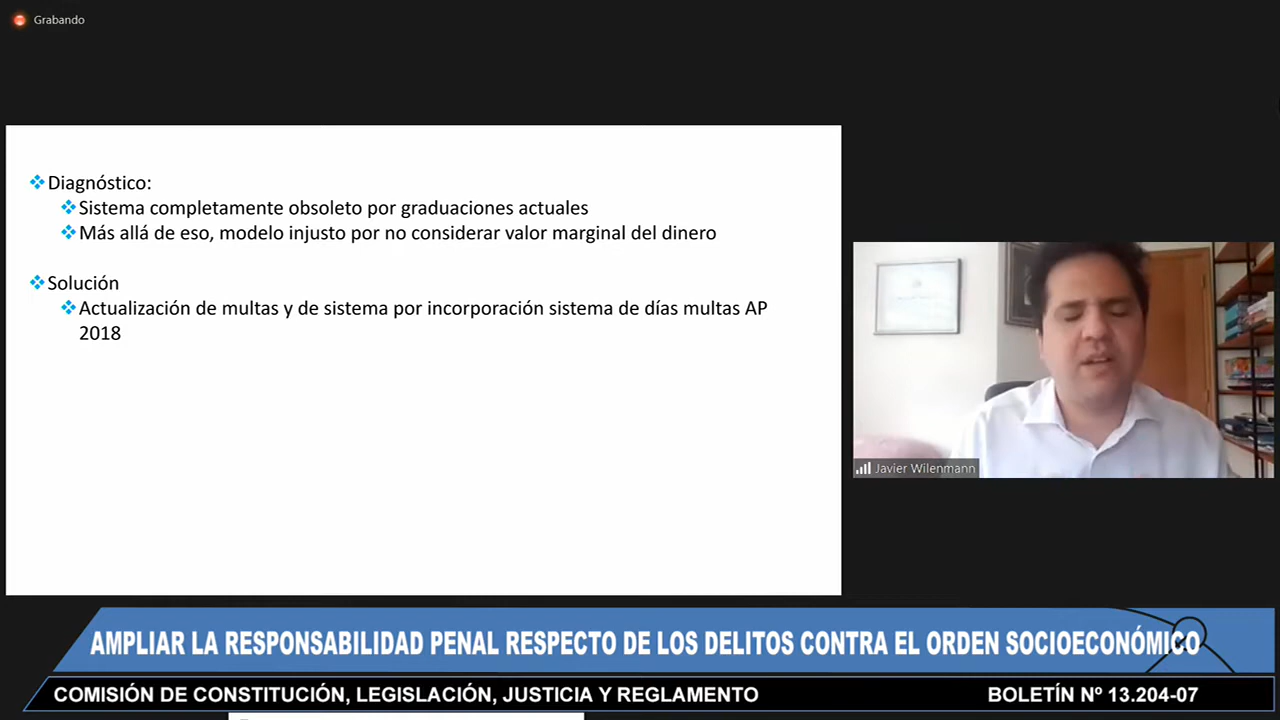 Grabando
Diagnóstico:
Sistema completamente obsoleto por graduaciones actuales
Más allá de eso, modelo injusto por no considerar valor marginal del dinero
Solución
Actualización de multas y de sistema por incorporación sistema de días multas AP
2018
Javier Wilenmann
AMPLIAR LA RESPONSABILIDAD PENAL RESPECTO DE LOS DELITOS CONTRA EL ORDEN SOCIOECONÓMICO
COMISIÓN DE CONSTITUCIÓN, LEGISLACIÓN, JUSTICIA Y REGLAMENTO
BOLETÍN Nº 13.204-07